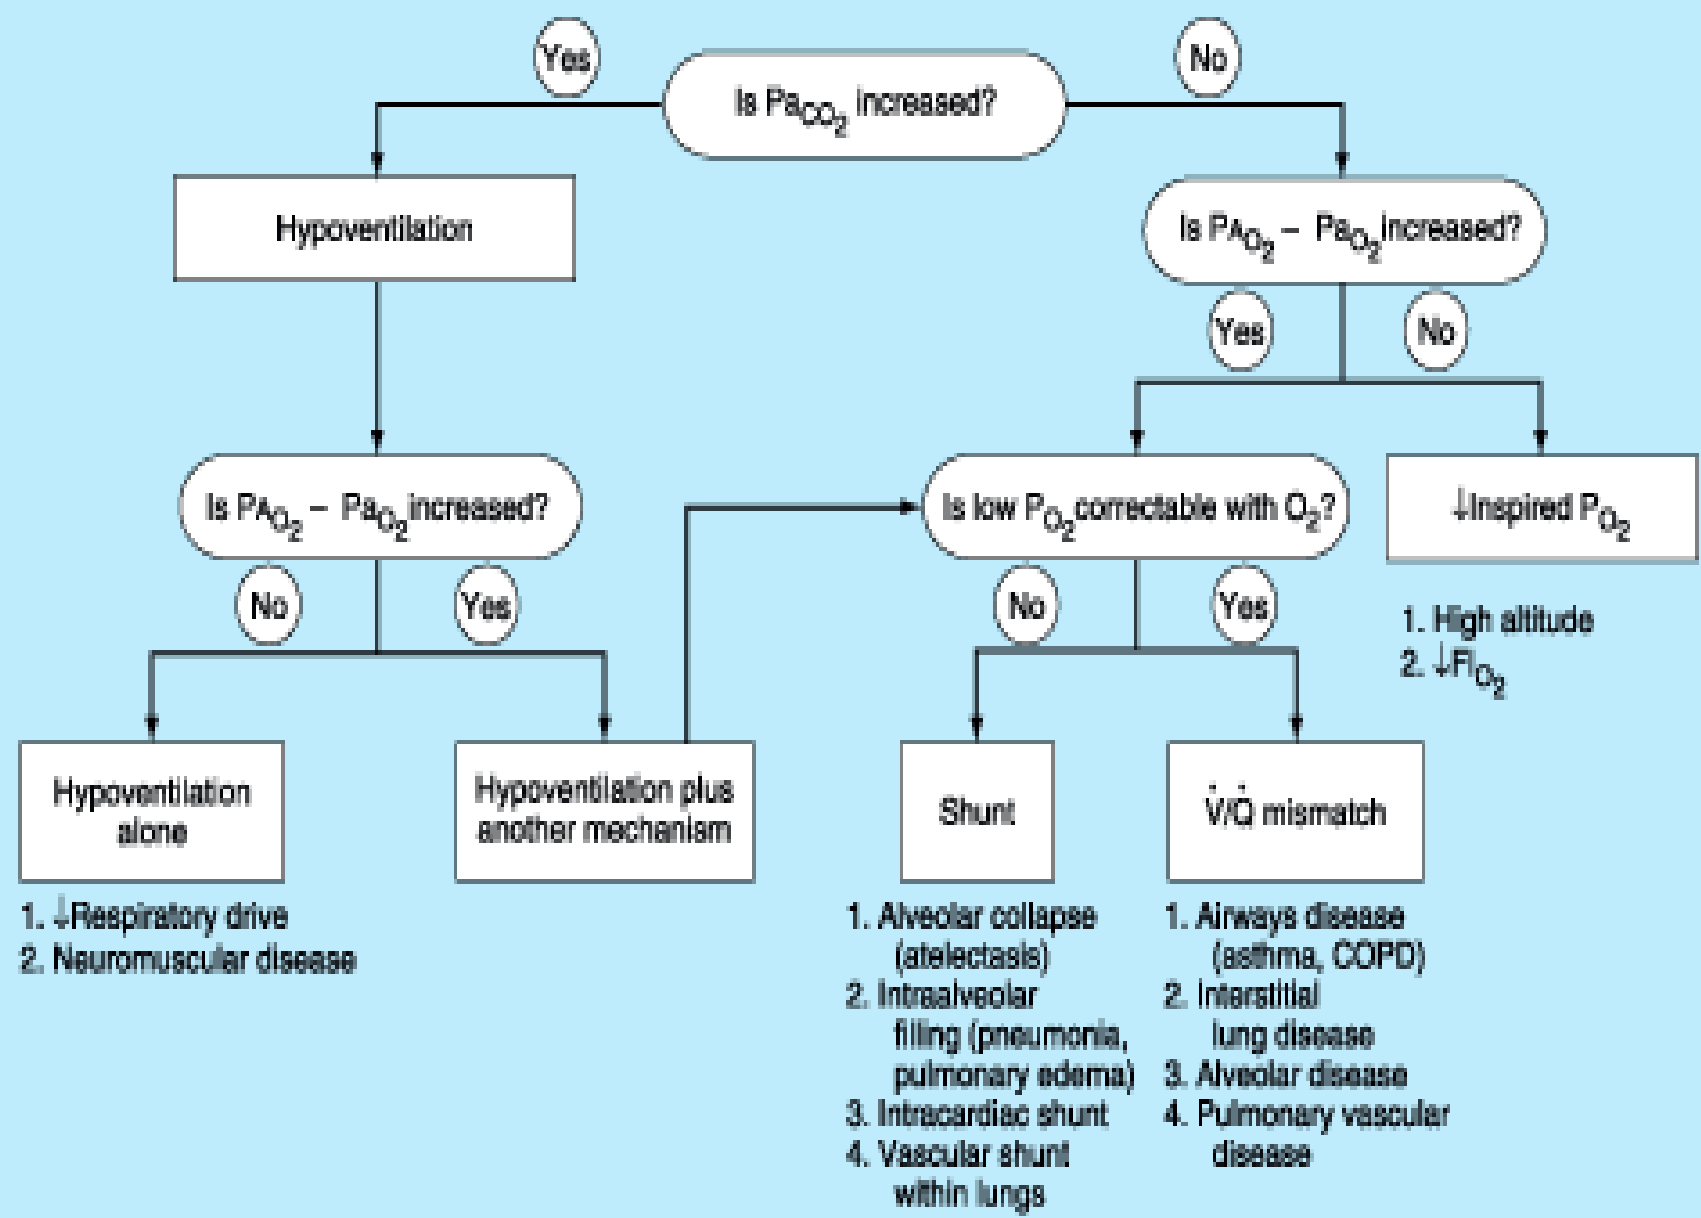 Yes
No
Is PaCO2 increased?
Hypoventilation
Is PAO2 – PaO2 increased?
Yes
No
Is PAO2 – PaO2 increased?
Is low PO2 correctable with O2?
↓Inspired PO2
No
Yes
No
Yes
1. High altitude
2. ↓FIO2
Hypoventilation
alone
Hypoventilation plus
another mechanism
Shunt
V̇/Q̇ mismatch
1. ↓Respiratory drive
2. Neuromuscular disease
1. Alveolar collapse
(atelectasis)
2. Intraalveolar
filling (pneumonia,
pulmonary edema)
3. Intracardiac shunt
4. Vascular shunt
within lungs
1. Airways disease
(asthma, COPD)
2. Interstitial
lung disease
3. Alveolar disease
4. Pulmonary vascular
disease